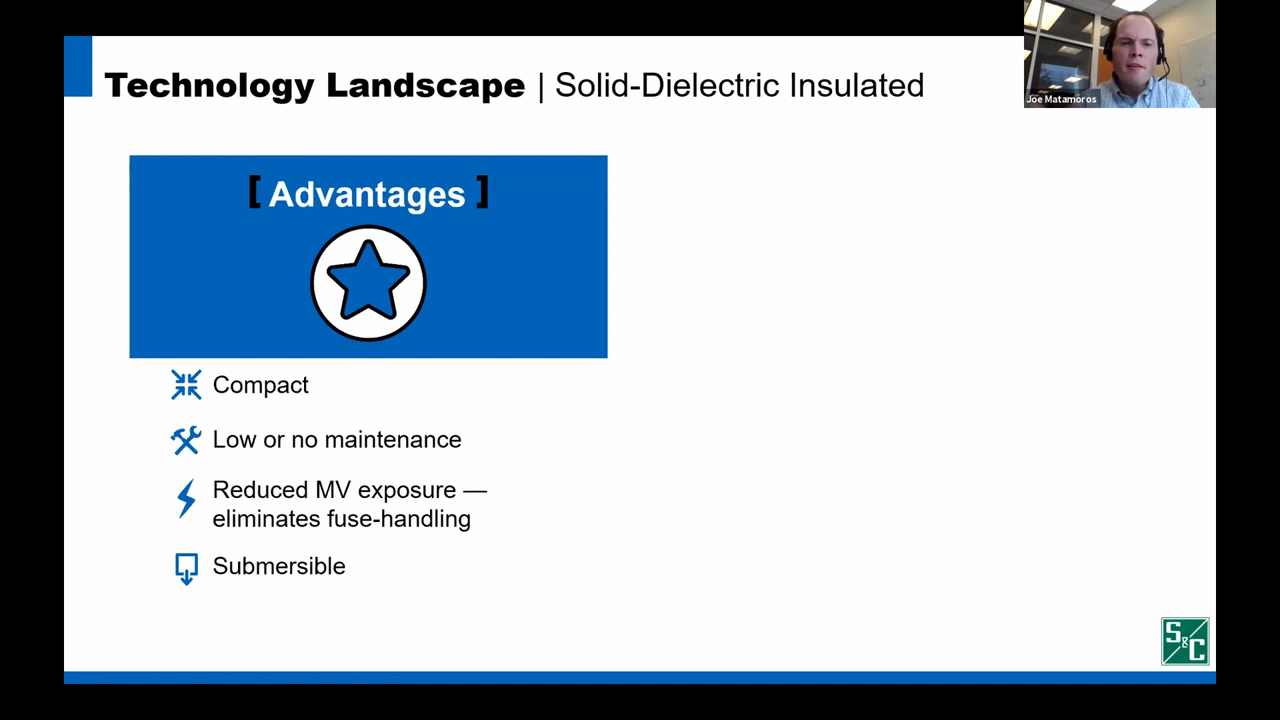 Technology Landscape | Solid-Dielectric Insulated
Joe Matamoros
[ Advantages ]
Compact
Low or no maintenance
Reduced MV exposure —
eliminates fuse-handling
Submersible
S&C